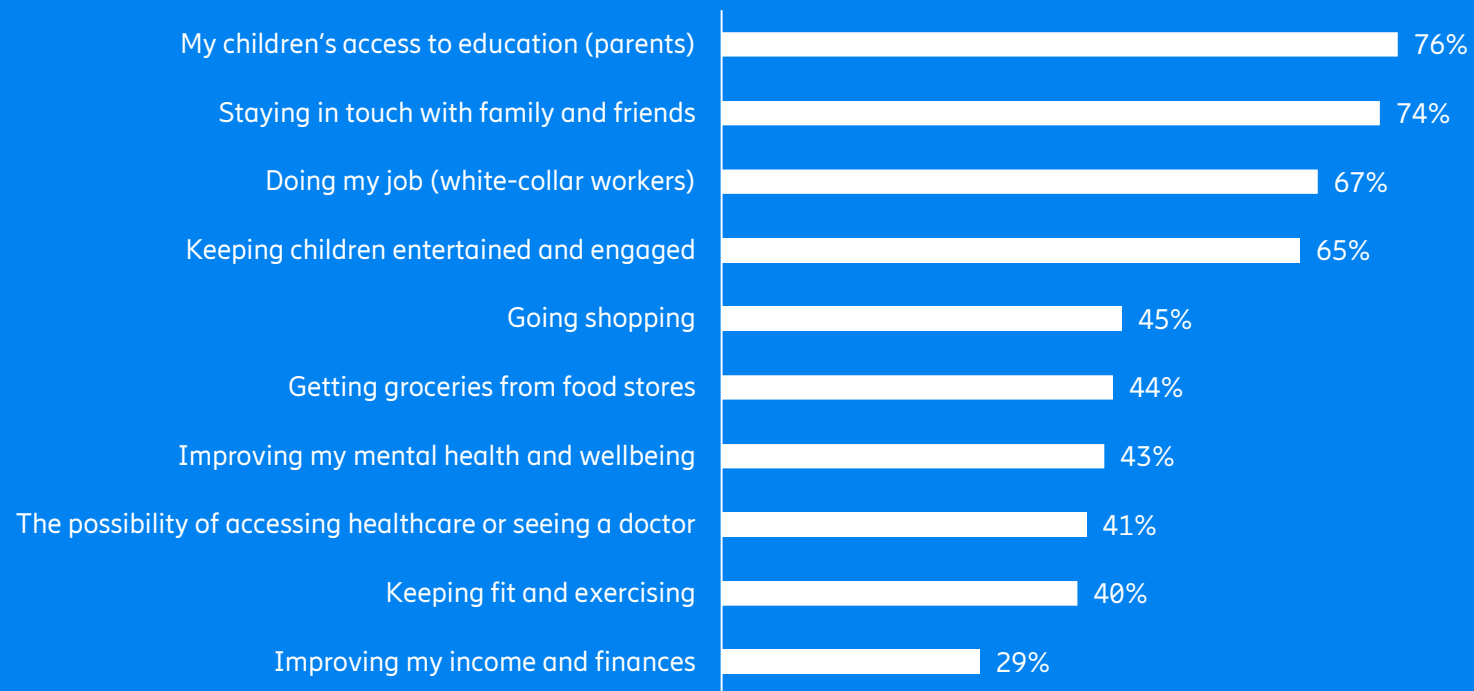 My children’s access to education (parents) 76%
Staying in touch with family and friends 74%
Doing my job (white-collar workers) 67%
Keeping children entertained and engaged 65%
Going shopping 45%
Getting groceries from food stores 44%
Improving my mental health and wellbeing 43%
The possibility of accessing healthcare or seeing a doctor 41%
Keeping fit and exercising 40%
Improving my income and finances 29%